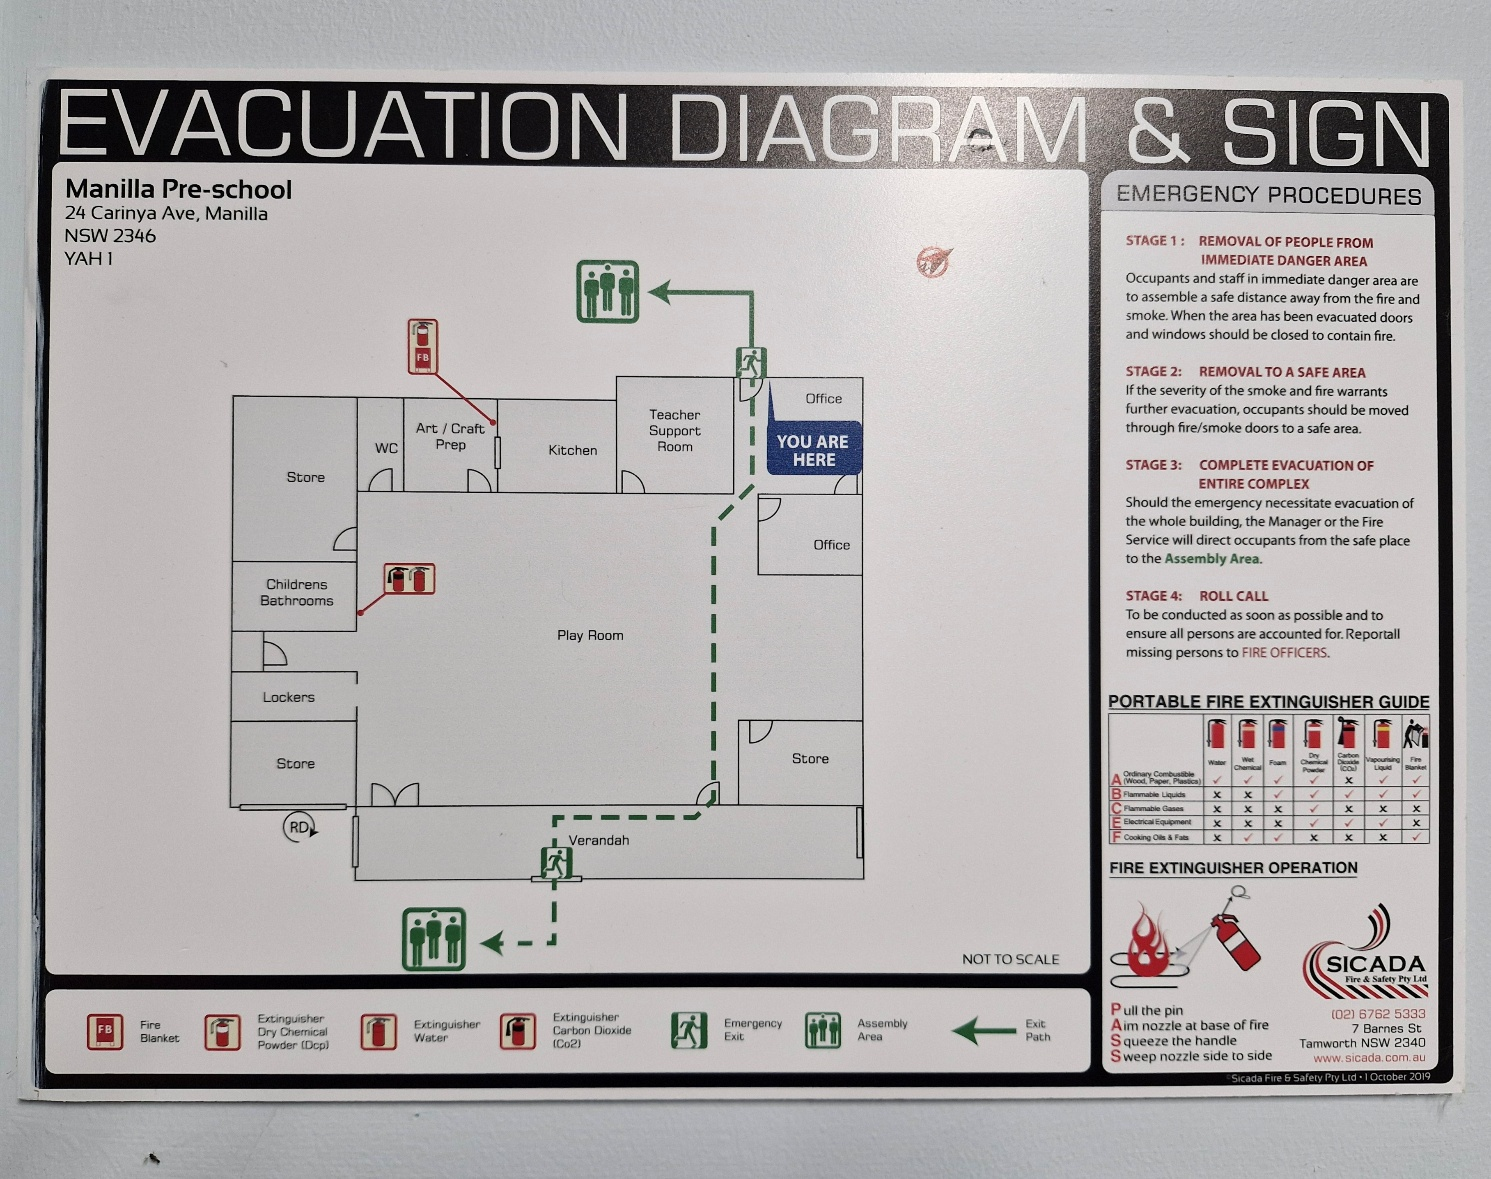 EVACUATION DIAGRAM & SIGN
Manilla Pre-school
24 Carinya Ave, Manilla
NSW 2346
YAH 1
FB
Store
WC
Art / Craft
Prep
Kitchen
Teacher
Support
Room
Office
YOU ARE
HERE
Office
Childrens
Bathrooms
Play Room
Lockers
Store
Store
RD
Verandah
NOT TO SCALE
FB
Fire
Blanket
Extinguisher
Dry Chemical
Powder (Dcp)
Extinguisher
Water
Extinguisher
Carbon Dioxide
(Co2)
Emergency
Exit
Assembly
Area
Exit
Path
EMERGENCY PROCEDURES
STAGE 1 : REMOVAL OF PEOPLE FROM
IMMEDIATE DANGER AREA
Occupants and staff in immediate danger area are
to assemble a safe distance away from the fire and
smoke. When the area has been evacuated doors
and windows should be closed to contain fire.
STAGE 2: REMOVAL TO A SAFE AREA
If the severity of the smoke and fire warrants
further evacuation, occupants should be moved
through fire/smoke doors to a safe area.
STAGE 3: COMPLETE EVACUATION OF
ENTIRE COMPLEX
Should the emergency necessitate evacuation of
the whole building, the Manager or the Fire
Service will direct occupants from the safe place
to the Assembly Area.
STAGE 4: ROLL CALL
To be conducted as soon as possible and to
ensure all persons are accounted for. Reportall
missing persons to FIRE OFFICERS.
PORTABLE FIRE EXTINGUISHER GUIDE
Water
Wet
Chemical
Foam
Dry
Chemical
Powder
Carbon
Dioxide
(CO₂)
Vapourising
Liquid
Fire
Blanket
A Ordinary Combustible
(Wood, Paper, Plastics) ✓ ✓ ✓ ✓ x ✓ ✓
B Flammable Liquids x x ✓ ✓ ✓ ✓ ✓
C Flammable Gases x x x ✓ x x x
E Electrical Equipment x x x ✓ ✓ ✓ x
F Cooking Oils & Fats x ✓ ✓ x x x ✓
FIRE EXTINGUISHER OPERATION
Pull the pin
Aim nozzle at base of fire
Squeeze the handle
Sweep nozzle side to side
SICADA
Fire & Safety Pty Ltd
(02) 6762 5333
7 Barnes St
Tamworth NSW 2340
www.sicada.com.au
©Sicada Fire & Safety Pty Ltd • 1 October 2019